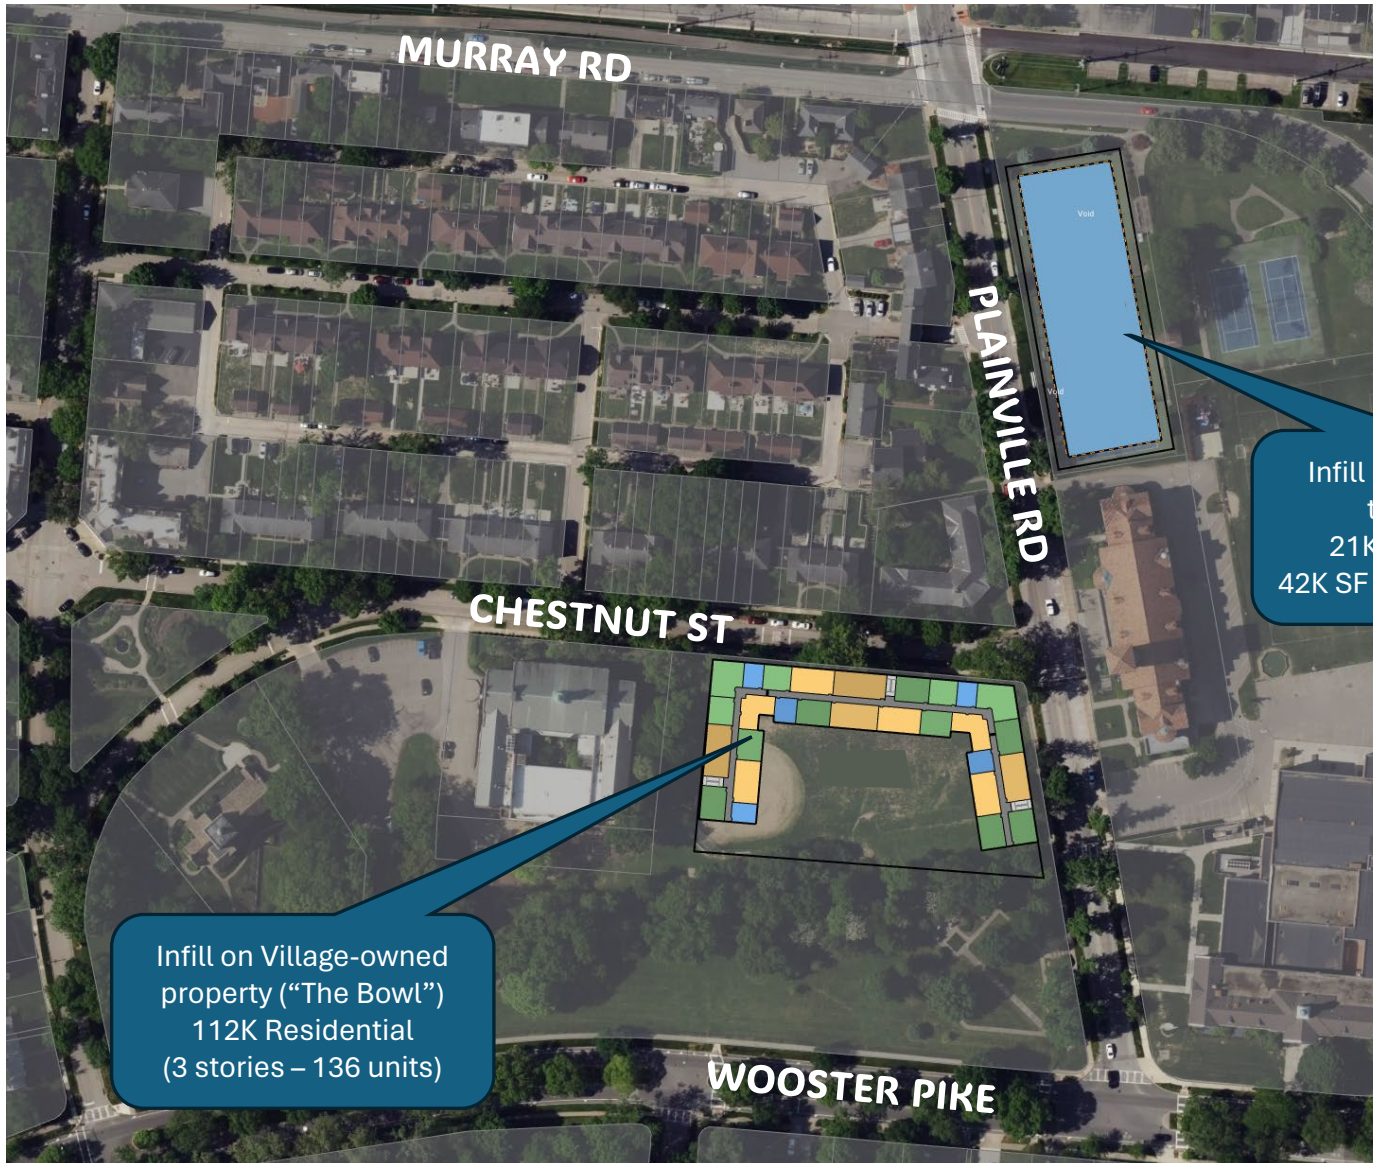 MURRAY RD
Void
PLAINVILLE RD
Void
Infill
21K
42K SF
CHESTNUT ST
Infill on Village-owned
property (“The Bowl”)
112K Residential
(3 stories – 136 units)
WOOSTER PIKE